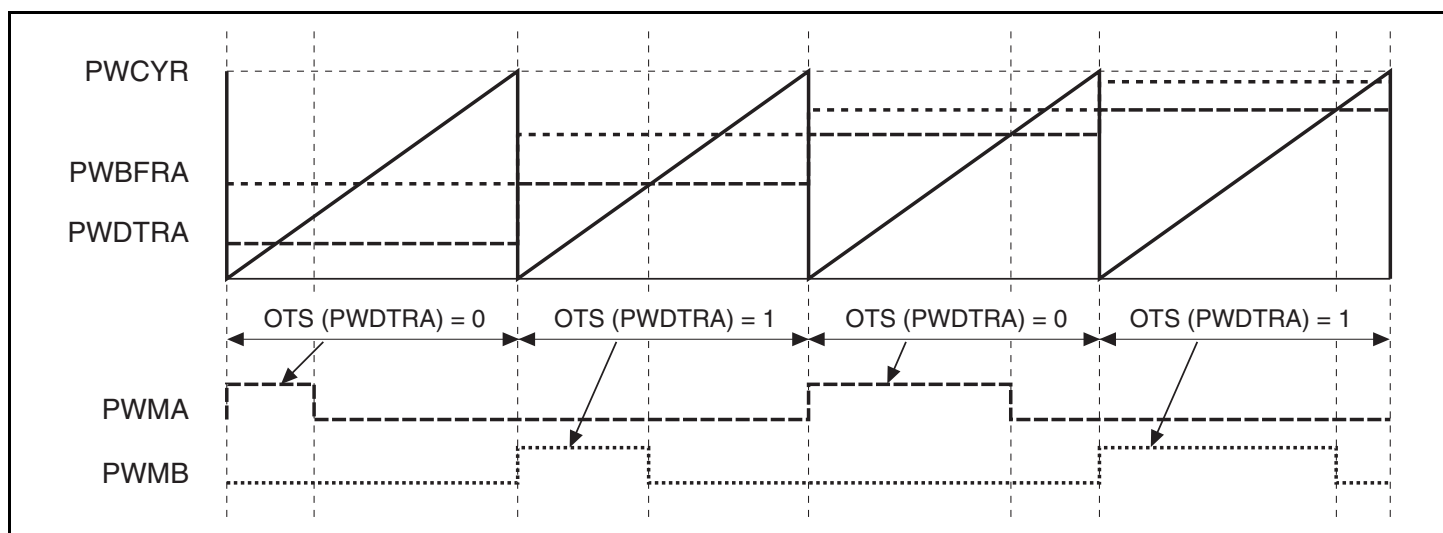 PWCYR
PWBFRA
PWDTRA
OTS (PWDTRA) = 0 OTS (PWDTRA) = 1 OTS (PWDTRA) = 0 OTS (PWDTRA) = 1
PWMA
PWMB